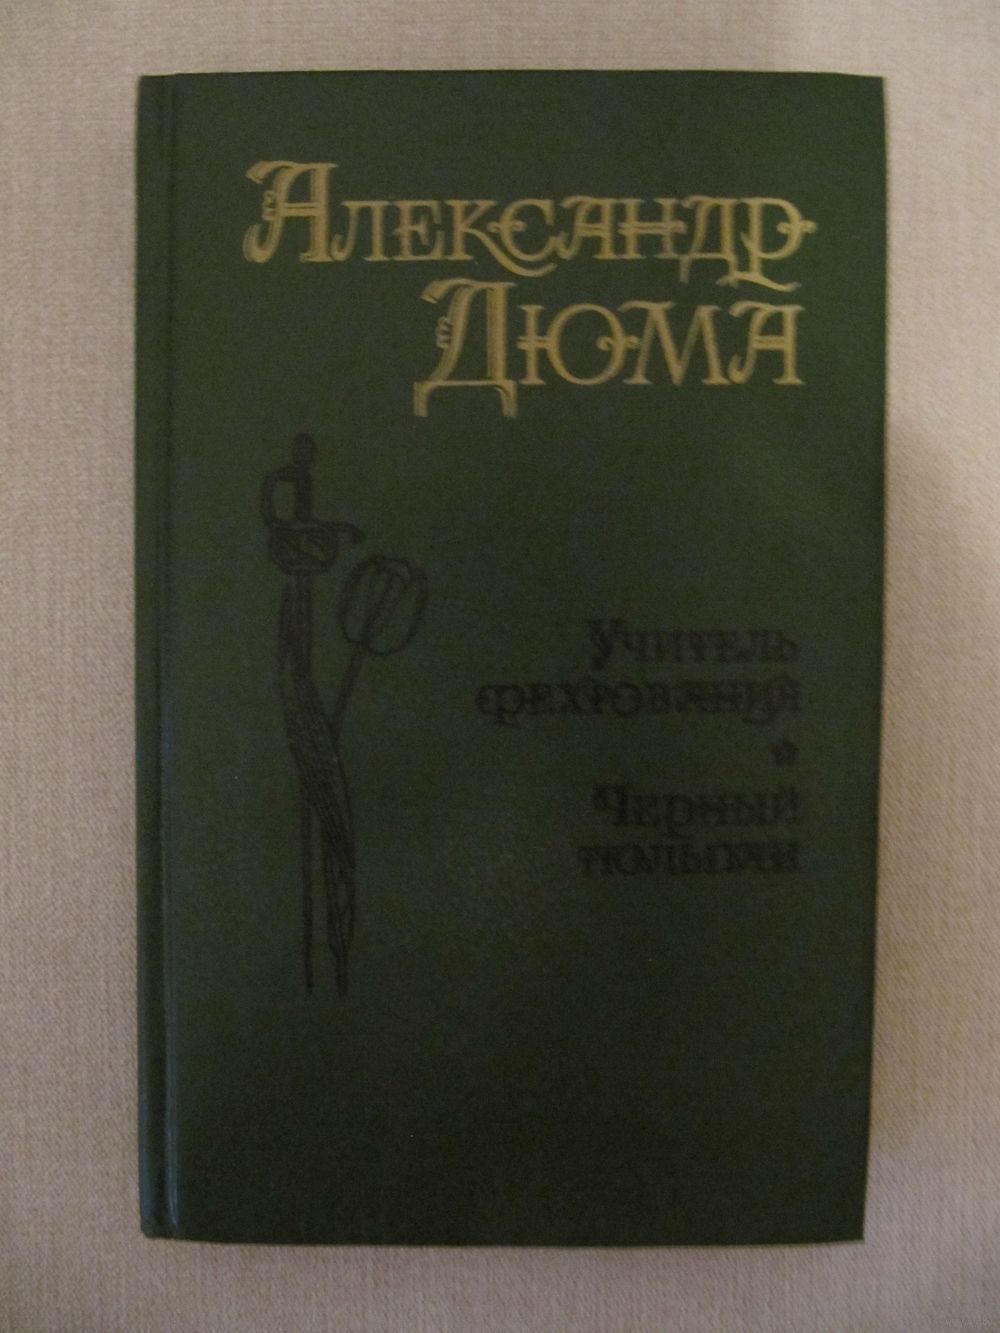 Александр
Дюма
Учитель
фехтования
Черный
тюльпан